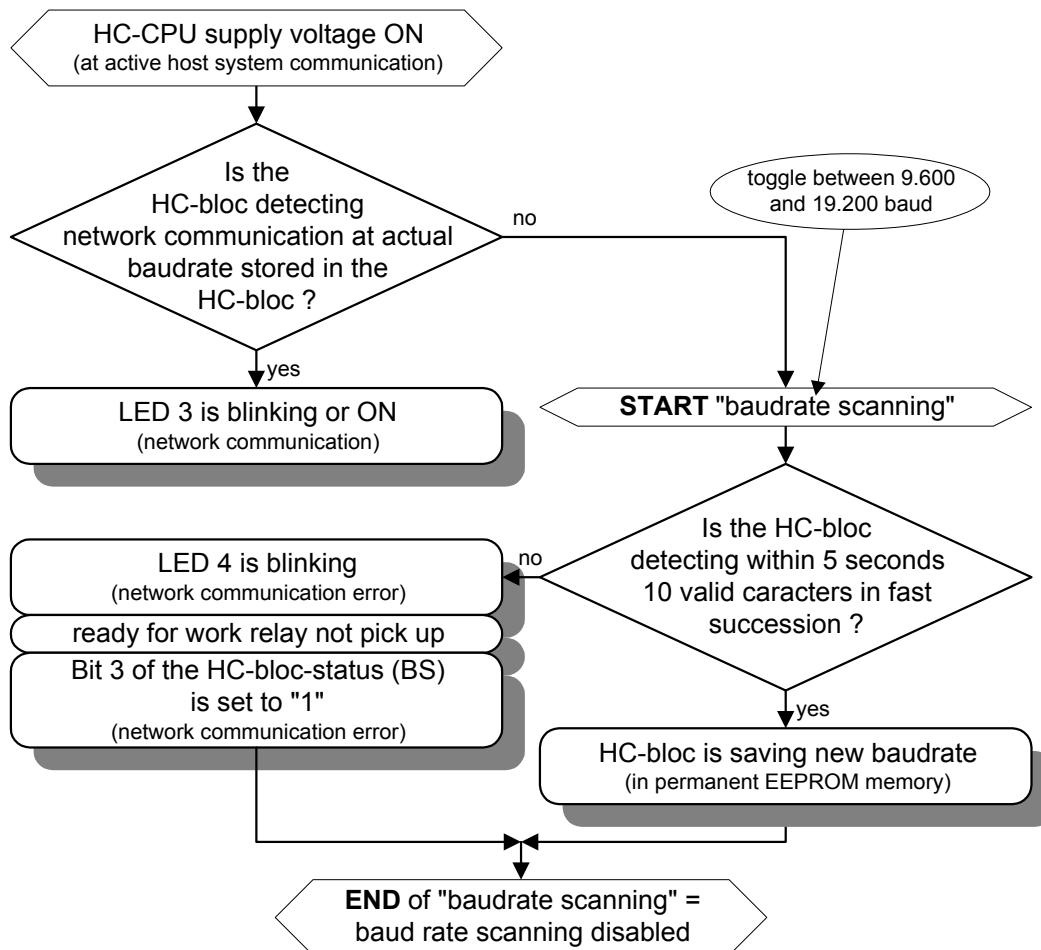 HC-CPU supply voltage ON
(at active host system communication)
Is the
HC-bloc detecting
network communication at actual
baudrate stored in the
HC-bloc ?
no
toggle between 9.600
and 19.200 baud
yes
LED 3 is blinking or ON
(network communication)
START "baudrate scanning"
Is the HC-bloc
detecting within 5 seconds
10 valid caracters in fast
succession ?
no
LED 4 is blinking
(network communication error)
ready for work relay not pick up
Bit 3 of the HC-bloc-status (BS)
is set to "1"
(network communication error)
yes
HC-bloc is saving new baudrate
(in permanent EEPROM memory)
END of "baudrate scanning" =
baud rate scanning disabled